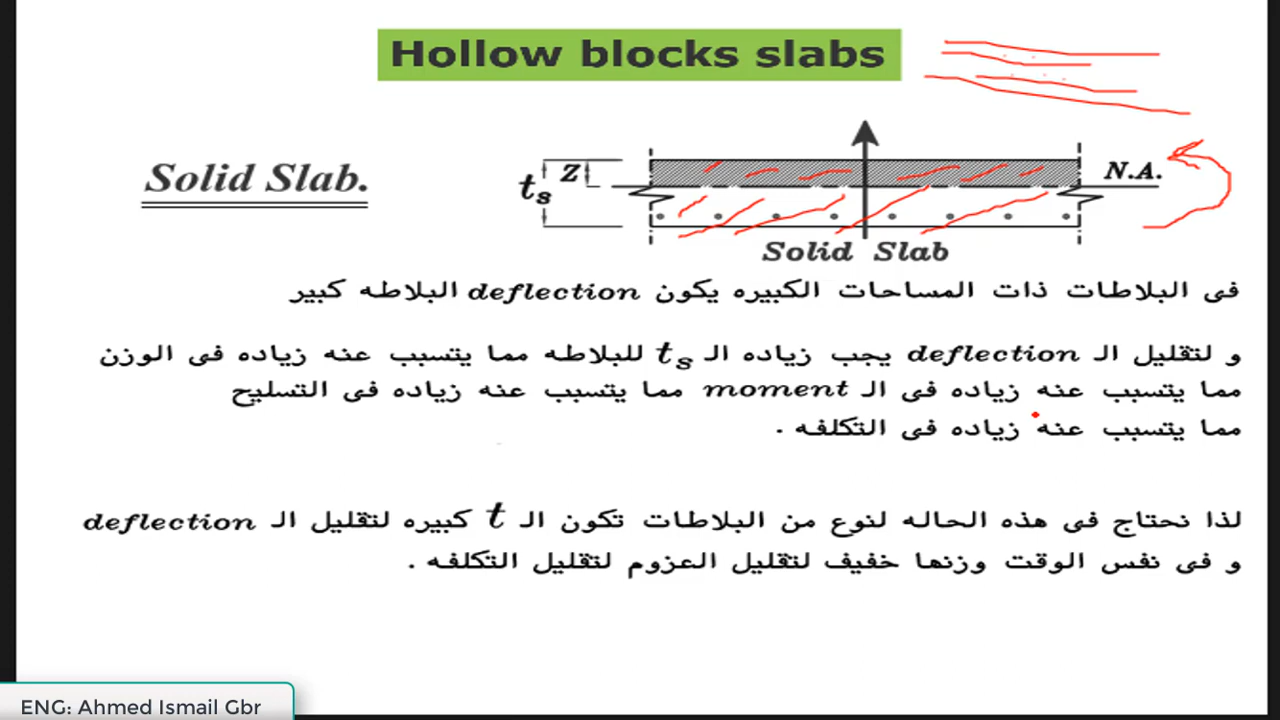 Hollow blocks slabs
Solid Slab.
ts
Z
N.A.
Solid Slab
فى البلاطات ذات المساحات الكبيره يكون deflection البلاطه كبير
و لتقليل الـ deflection يجب زياده الـ ts للبلاطه مما يتسبب عنه زياده فى الوزن
مما يتسبب عنه زياده فى الـ moment مما يتسبب عنه زياده فى التسليح
مما يتسبب عنه زياده فى التكلفه .
لذا نحتاج فى هذه الحاله لنوع من البلاطات تكون الـ t كبيره لتقليل الـ deflection
و فى نفس الوقت وزنها خفيف لتقليل العزوم لتقليل التكلفه .
ENG: Ahmed Ismail Gbr